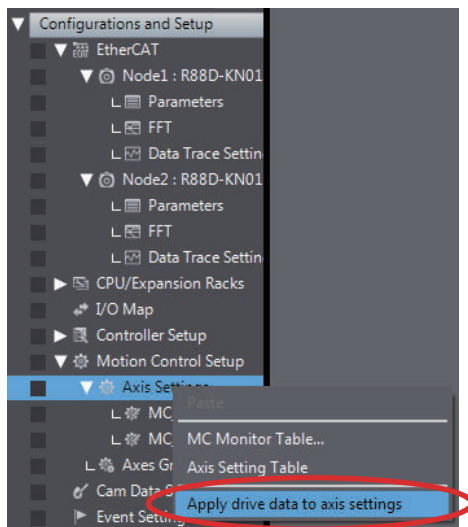 Configurations and Setup
EtherCAT
Node1 : R88D-KN01
Parameters
FFT
Data Trace Settin
Node2 : R88D-KN01
Parameters
FFT
Data Trace Settin
CPU/Expansion Racks
I/O Map
Controller Setup
Motion Control Setup
Axis Settings
Paste
MC
MC Monitor Table...
MC
Axis Setting Table
Axes Gr
Cam Data S
Apply drive data to axis settings
Event Setting